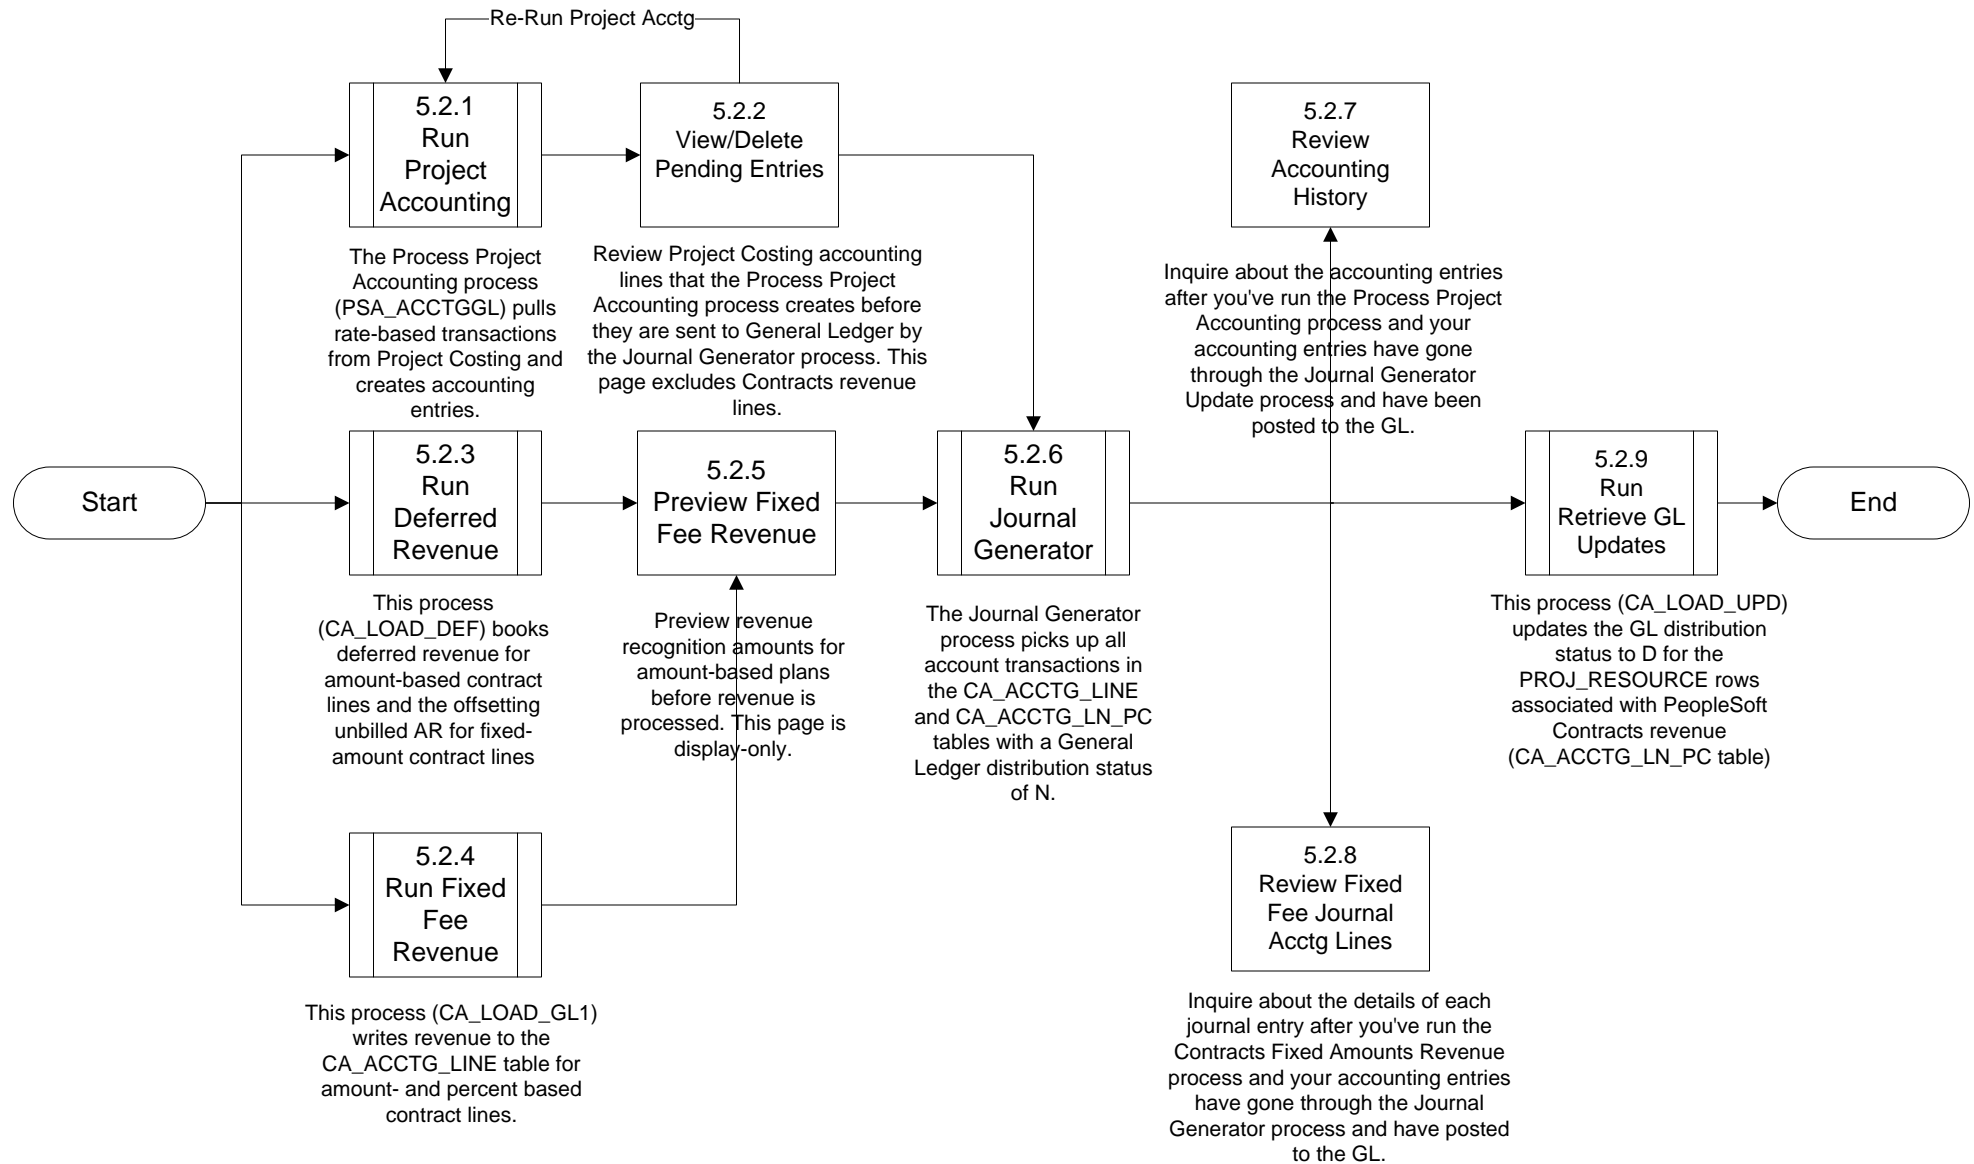 Re-Run Project Acctg
Start
5.2.1
Run
Project
Accounting
The Process Project
Accounting process
(PSA_ACCTGGL) pulls
rate-based transactions
from Project Costing and
creates accounting
entries.
5.2.2
View/Delete
Pending Entries
Review Project Costing accounting
lines that the Process Project
Accounting process creates before
they are sent to General Ledger by
the Journal Generator process. This
page excludes Contracts revenue
lines.
5.2.3
Run
Deferred
Revenue
This process
(CA_LOAD_DEF) books
deferred revenue for
amount-based contract
lines and the offsetting
unbilled AR for fixed-
amount contract lines
5.2.4
Run Fixed
Fee
Revenue
This process (CA_LOAD_GL1)
writes revenue to the
CA_ACCTG_LINE table for
amount- and percent based
contract lines.
5.2.5
Preview Fixed
Fee Revenue
Preview revenue
recognition amounts for
amount-based plans
before revenue is
processed. This page is
display-only.
5.2.6
Run
Journal
Generator
The Journal Generator
process picks up all
account transactions in
the CA_ACCTG_LINE
and CA_ACCTG_LN_PC
tables with a General
Ledger distribution status
of N.
5.2.7
Review
Accounting
History
Inquire about the accounting entries
after you've run the Process Project
Accounting process and your
accounting entries have gone
through the Journal Generator
Update process and have been
posted to the GL.
5.2.8
Review Fixed
Fee Journal
Acctg Lines
Inquire about the details of each
journal entry after you've run the
Contracts Fixed Amounts Revenue
process and your accounting entries
have gone through the Journal
Generator process and have posted
to the GL.
5.2.9
Run
Retrieve GL
Updates
This process (CA_LOAD_UPD)
updates the GL distribution
status to D for the
PROJ_RESOURCE rows
associated with PeopleSoft
Contracts revenue
(CA_ACCTG_LN_PC table)
End